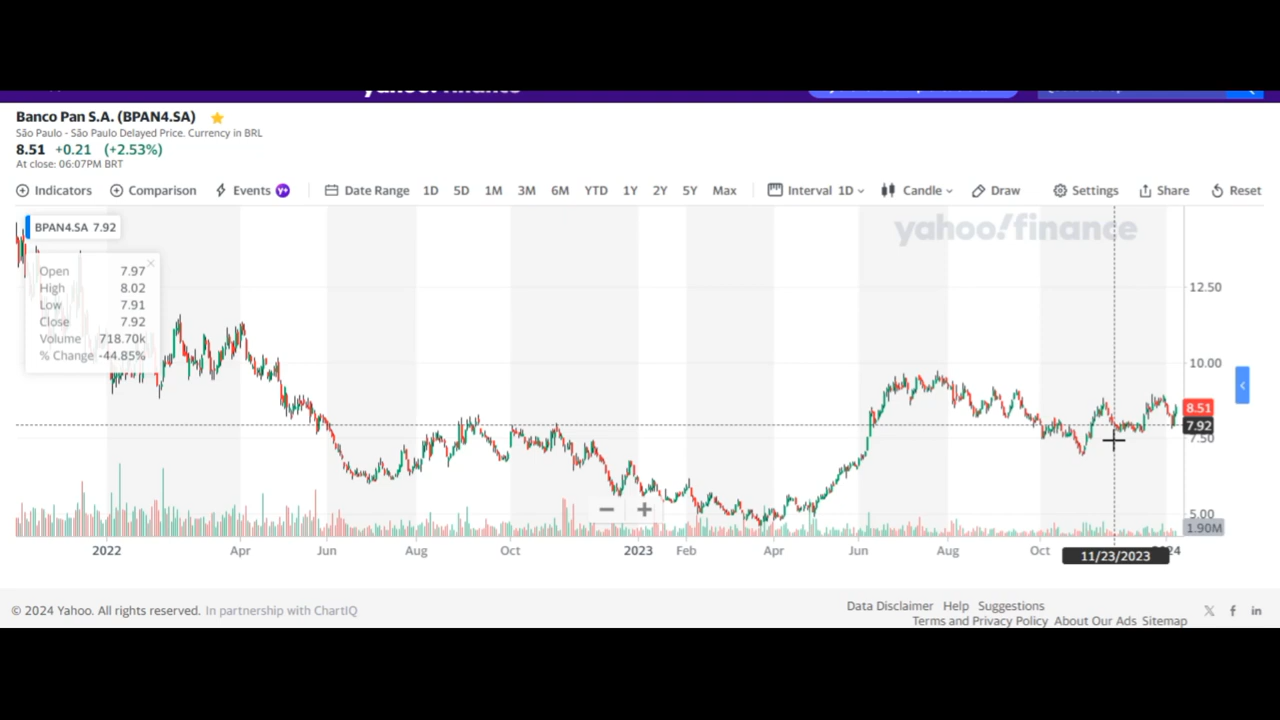 Banco Pan S.A. (BPAN4.SA)
São Paulo - São Paulo Delayed Price. Currency in BRL
8.51 +0.21 (+2.53%)
At close: 06:07PM BRT
Indicators Comparison Events Y+ Date Range 1D 5D 1M 3M 6M YTD 1Y 2Y 5Y Max Interval 1D Candle Draw Settings Share Reset
BPAN4.SA 7.92
yahoo!finance
Open 7.97
High 8.02
Low 7.91
Close 7.92
Volume 718.70k
% Change -44.85%
12.50
10.00
8.51
7.92
7.50
5.00
1.90M
2022 Apr Jun Aug Oct 2023 Feb Apr Jun Aug Oct 11/23/2023
© 2024 Yahoo. All rights reserved. In partnership with ChartIQ
Data Disclaimer Help Suggestions
Terms and Privacy Policy About Our Ads Sitemap